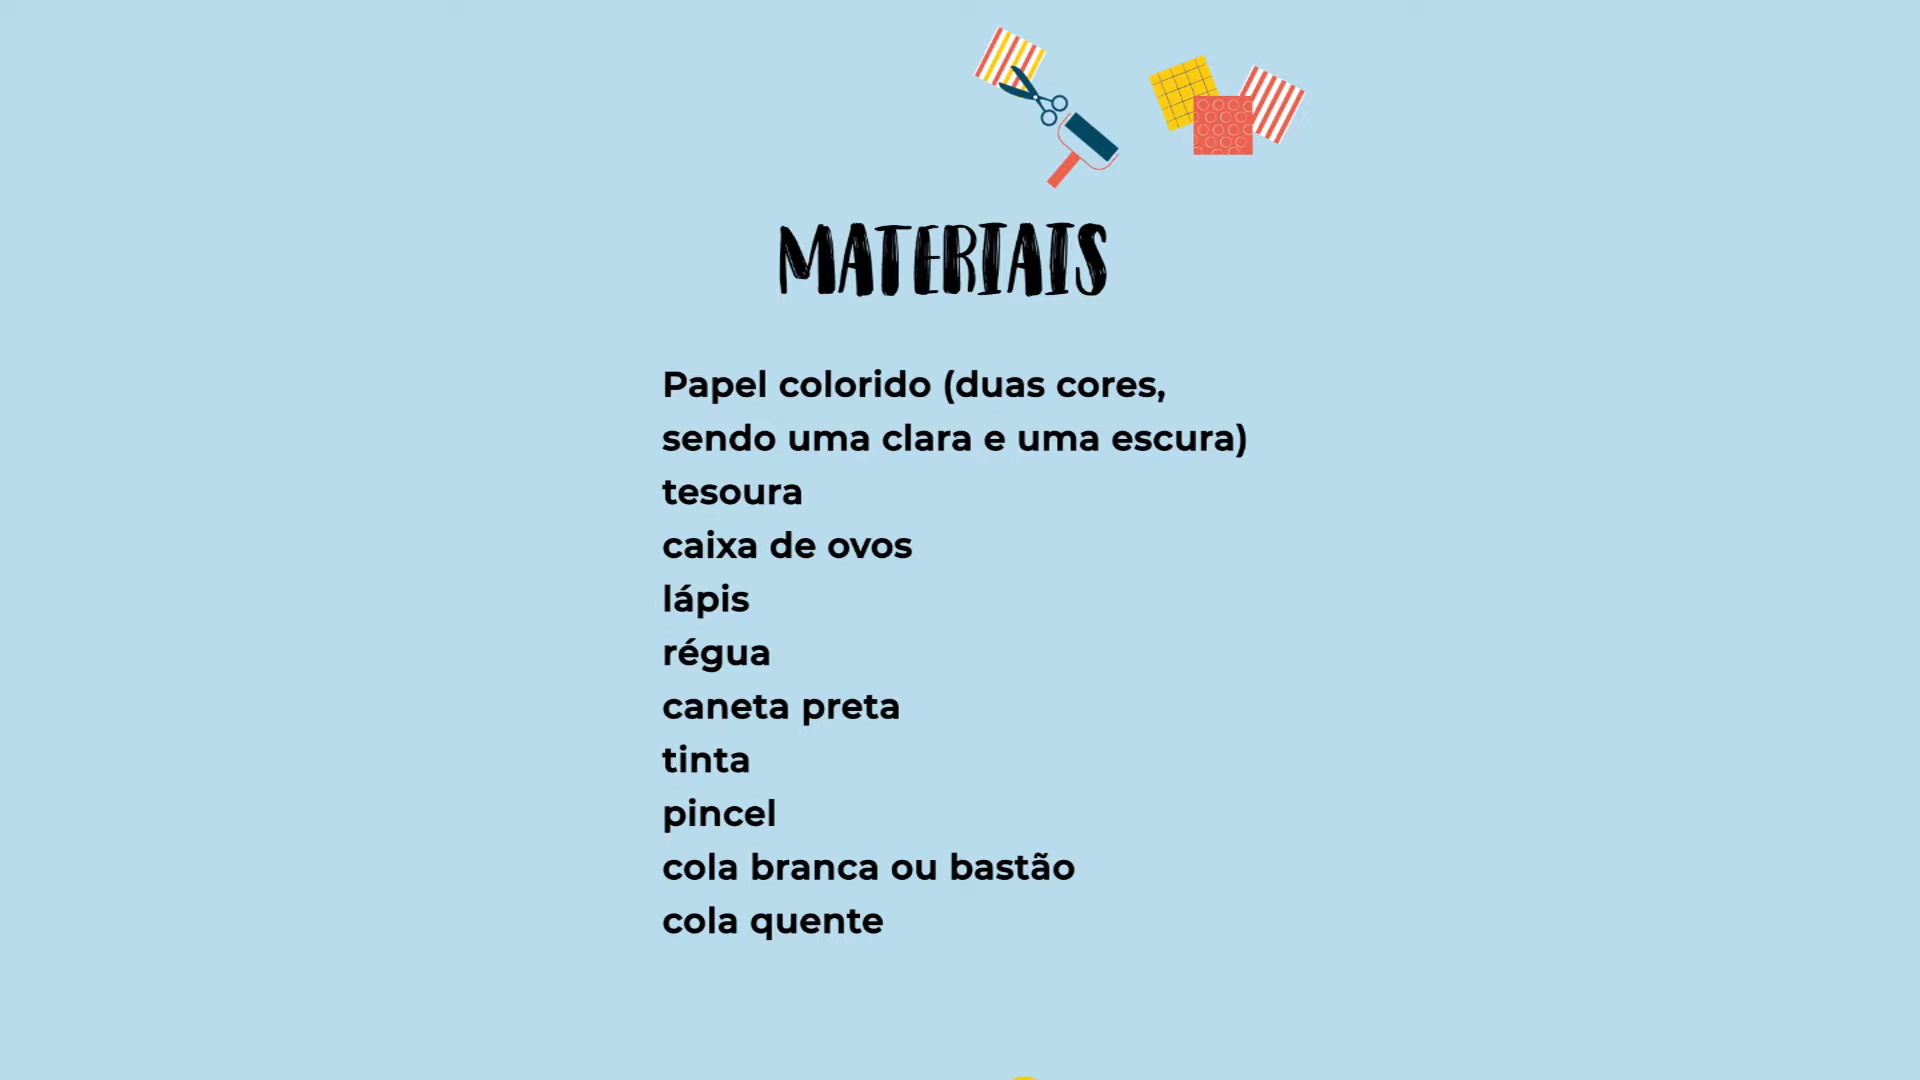 MATERIAIS
Papel colorido (duas cores,
sendo uma clara e uma escura)
tesoura
caixa de ovos
lápis
régua
caneta preta
tinta
pincel
cola branca ou bastão
cola quente